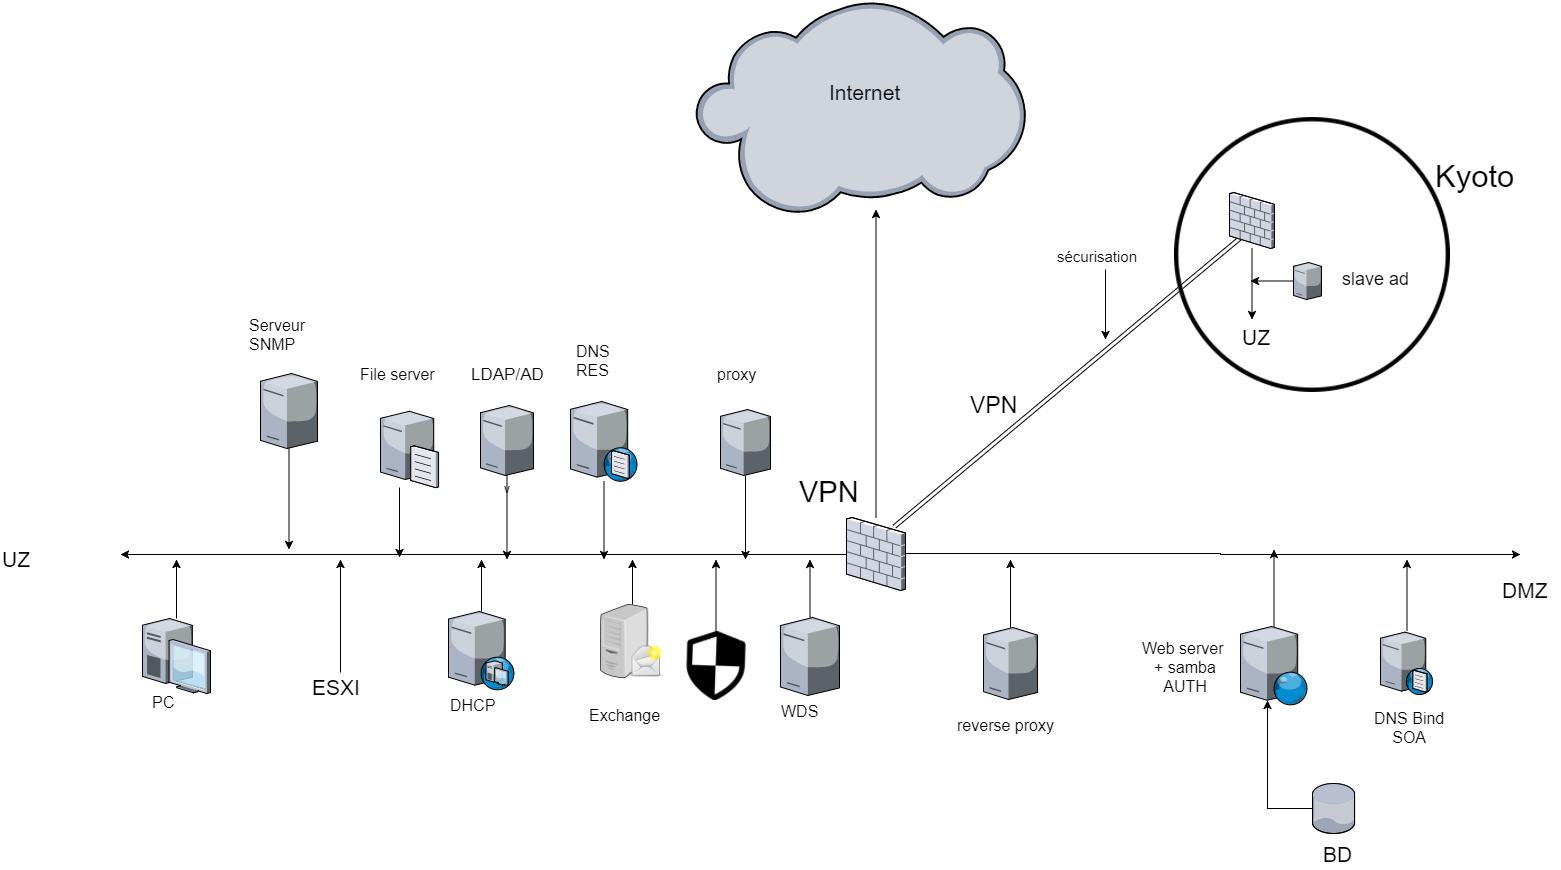 Internet
Kyoto
sécurisation
slave ad
Serveur
SNMP
UZ
DNS
RES
File server
LDAP/AD
proxy
VPN
VPN
UZ
DMZ
Web server
+ samba
AUTH
ESXI
PC
DHCP
Exchange
WDS
reverse proxy
DNS Bind
SOA
BD